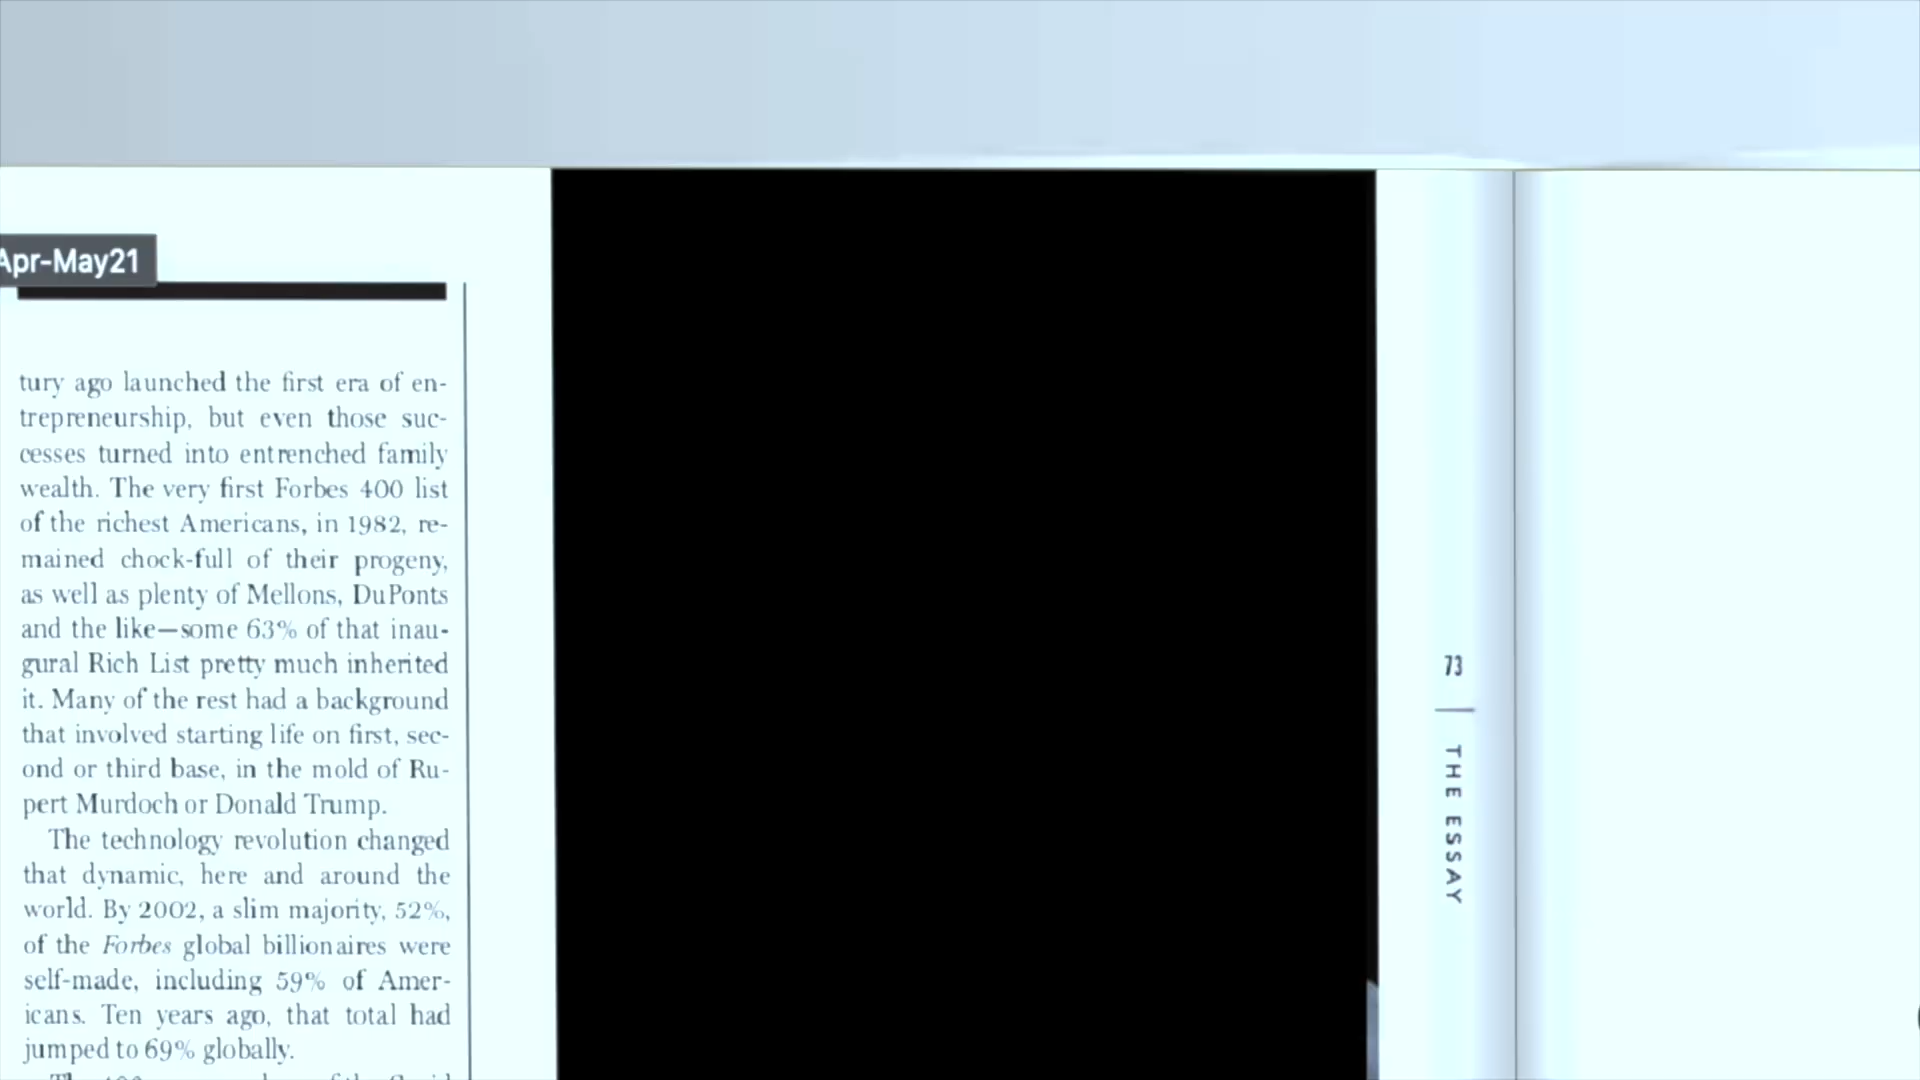 Apr-May21
tury ago launched the first era of en-
trepreneurship, but even those suc-
cesses turned into entrenched family
wealth. The very first Forbes 400 list
of the richest Americans, in 1982, re-
mained chock-full of their progeny,
as well as plenty of Mellons, DuPonts
and the like—some 63% of that inau-
gural Rich List pretty much inherited
it. Many of the rest had a background
that involved starting life on first, sec-
ond or third base, in the mold of Ru-
pert Murdoch or Donald Trump.
The technology revolution changed
that dynamic, here and around the
world. By 2002, a slim majority, 52%,
of the Forbes global billionaires were
self-made, including 59% of Amer-
icans. Ten years ago, that total had
jumped to 69% globally.
73
THE ESSAY